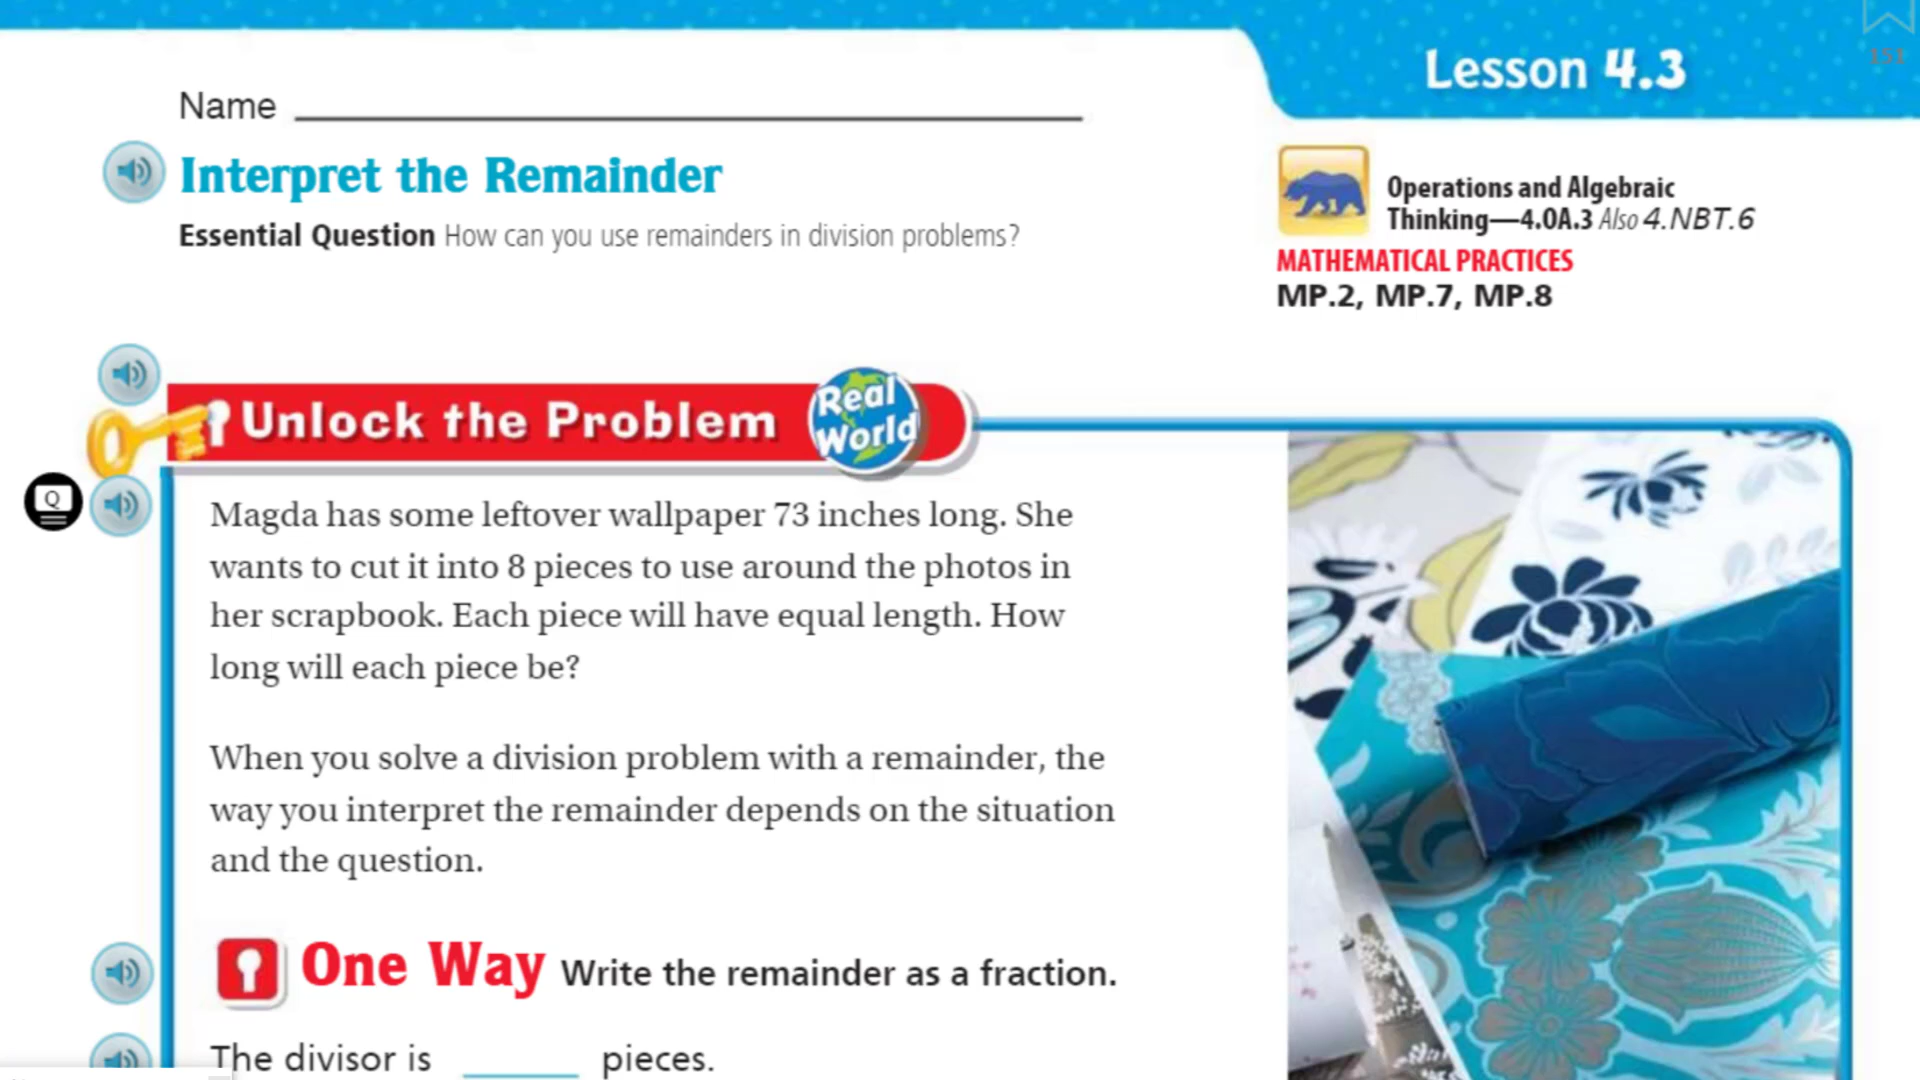 Lesson 4.3
151
Name
Interpret the Remainder
Essential Question How can you use remainders in division problems?
Operations and Algebraic
Thinking—4.OA.3 Also 4.NBT.6
MATHEMATICAL PRACTICES
MP.2, MP.7, MP.8
Unlock the Problem
Real
World
Q
Magda has some leftover wallpaper 73 inches long. She
wants to cut it into 8 pieces to use around the photos in
her scrapbook. Each piece will have equal length. How
long will each piece be?
When you solve a division problem with a remainder, the
way you interpret the remainder depends on the situation
and the question.
One Way Write the remainder as a fraction.
The divisor is pieces.